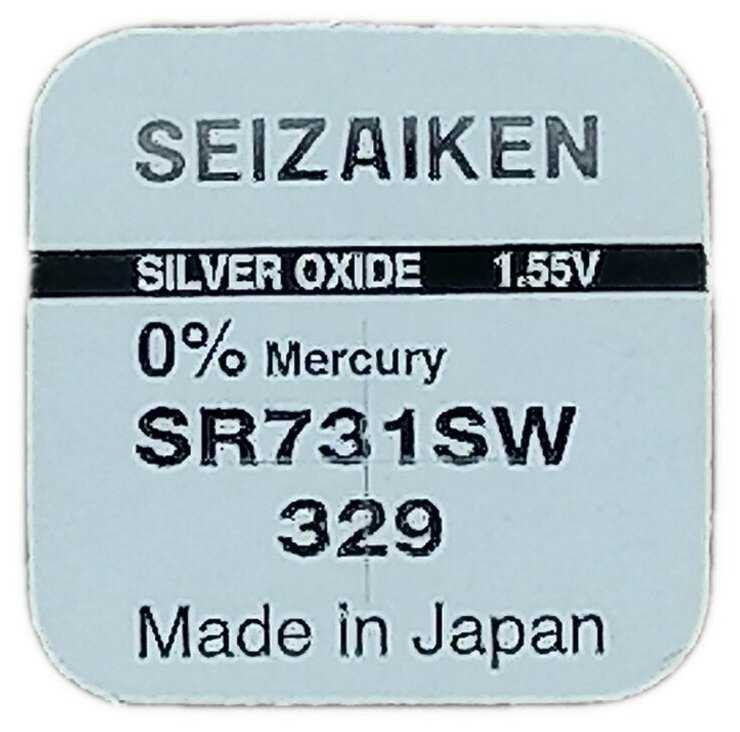 SEIZAIKEN
SILVER OXIDE 1.55V
0% Mercury
SR731SW
329
Made in Japan